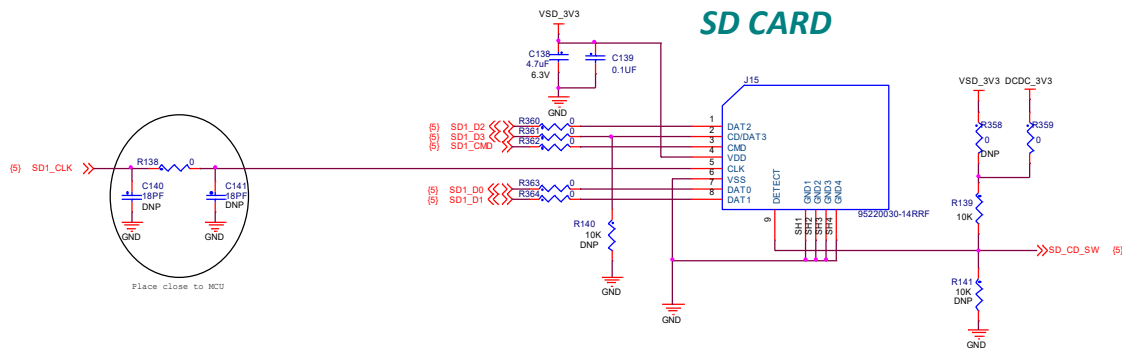 SD CARD
VSD_3V3
C138
4.7uF
6.3V
C139
0.1UF
GND
J15
VSD_3V3 DCDC_3V3
R358
0
DNP
R359
0
{5} SD1_D2 R360 0 1 DAT2
{5} SD1_D3 R361 0 2 CD/DAT3
{5} SD1_CMD R362 0 3 CMD
4 VDD
{5} SD1_CLK R138 0 5 CLK
6 VSS
{5} SD1_D0 R363 0 7 DAT0
{5} SD1_D1 R364 0 8 DAT1
DETECT
GND1
GND2
GND3
GND4
9
SH1
SH2
SH3
SH4
95220030-14RRF
C140
18PF
DNP
GND
C141
18PF
DNP
GND
Place close to MCU
R140
10K
DNP
GND
GND
R139
10K
SD_CD_SW {5}
R141
10K
DNP
GND